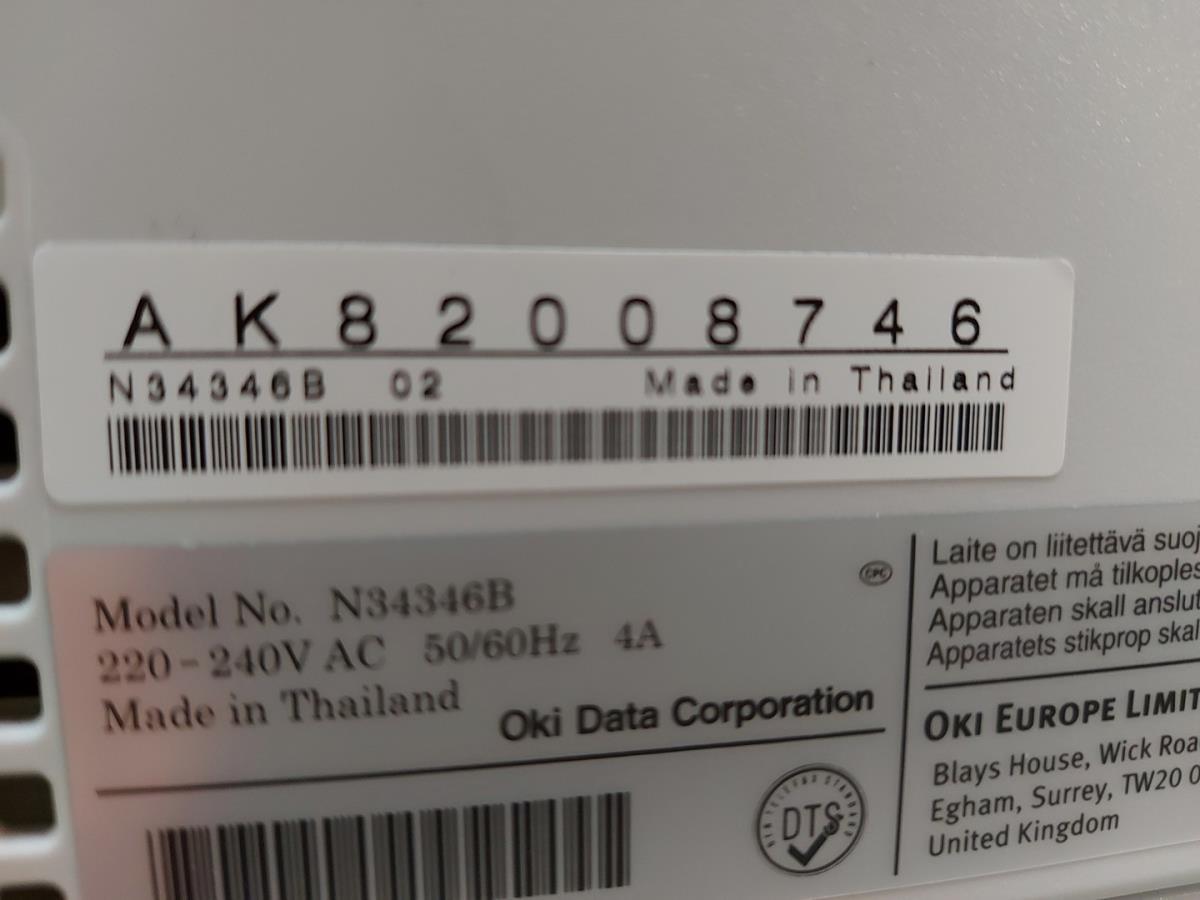 AK82008746
N34346B 02 Made in Thailand
Model No. N34346B
220-240V AC 50/60Hz 4A
Made in Thailand
Oki Data Corporation
CPC
DTS
Laite on liitettävä suoj
Apparatet må tilkoples
Apparaten skall anslut
Apparatets stikprop skal
OKI EUROPE LIMIT
Blays House, Wick Roa
Egham, Surrey, TW20 0
United Kingdom